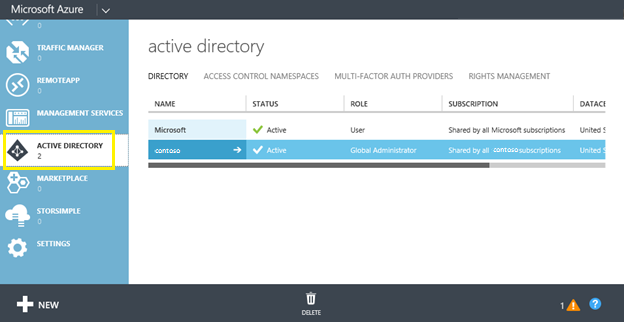 Microsoft Azure
0
TRAFFIC MANAGER
0
REMOTEAPP
0
MANAGEMENT SERVICES
0
ACTIVE DIRECTORY
2
MARKETPLACE
0
STORSIMPLE
0
SETTINGS
active directory
DIRECTORY ACCESS CONTROL NAMESPACES MULTI-FACTOR AUTH PROVIDERS RIGHTS MANAGEMENT
NAME STATUS ROLE SUBSCRIPTION DATACE
Microsoft Active User Shared by all Microsoft subscriptions United S
contoso Active Global Administrator Shared by all contoso subscriptions United S
NEW
DELETE
1 ?